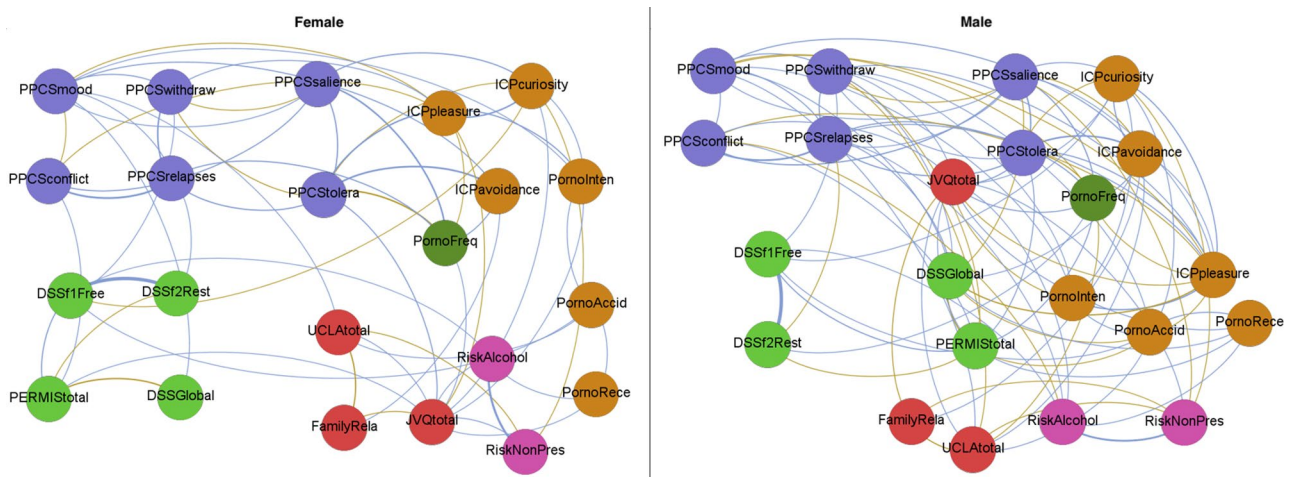 Female
PPCSmood
PPCSwithdraw
PPCSsalience
ICPcuriosity
ICPpleasure
PPCSconflict
PPCSrelapses
PPCStolera
ICPavoidance
PornoInten
PornoFreq
DSSf1Free
DSSf2Rest
UCLAtotal
PornoAccid
RiskAlcohol
PERMIStotal
DSSGlobal
FamilyRela
JVQtotal
PornoRece
RiskNonPres
Male
PPCSmood
PPCSwithdraw
PPCSsalience
ICPcuriosity
PPCSconflict
PPCSrelapses
PPCStolera
ICPavoidance
JVQtotal
PornoFreq
DSSf1Free
DSSGlobal
ICPpleasure
PornoInten
DSSf2Rest
PERMIStotal
PornoAccid
PornoRece
FamilyRela
UCLAtotal
RiskAlcohol
RiskNonPres